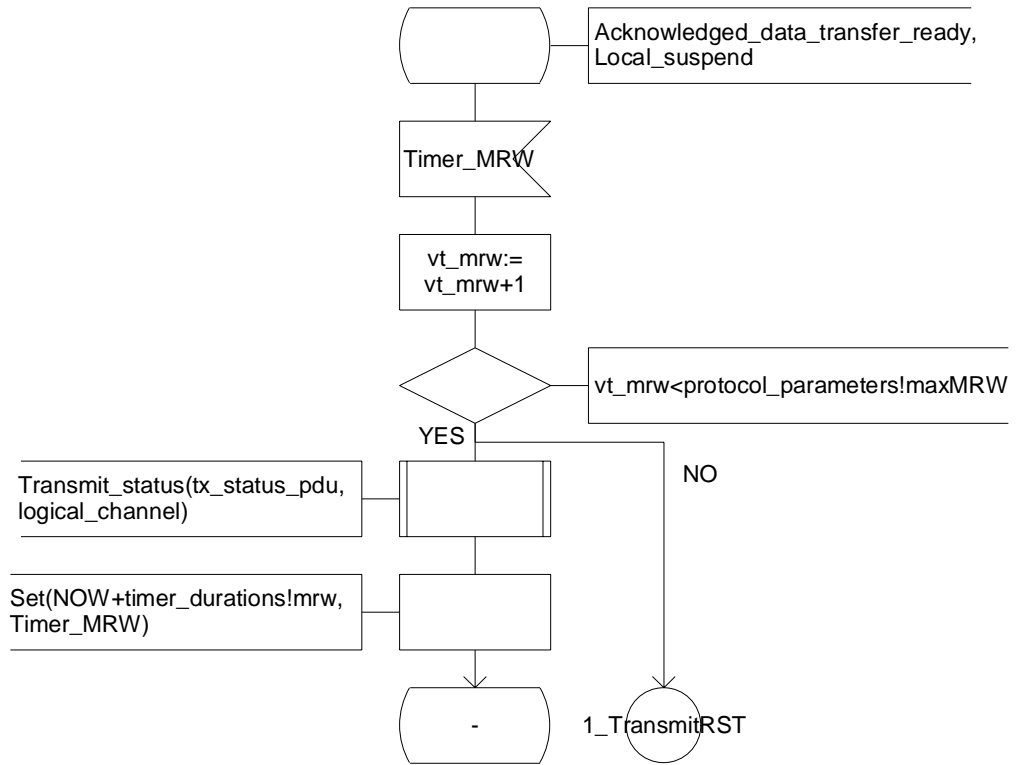 Acknowledged_data_transfer_ready,
Local_suspend
Timer_MRW
vt_mrw:=
vt_mrw+1
vt_mrw<protocol_parameters!maxMRW
YES
NO
Transmit_status(tx_status_pdu,
logical_channel)
Set(NOW+timer_durations!mrw,
Timer_MRW)
-
1_TransmitRST